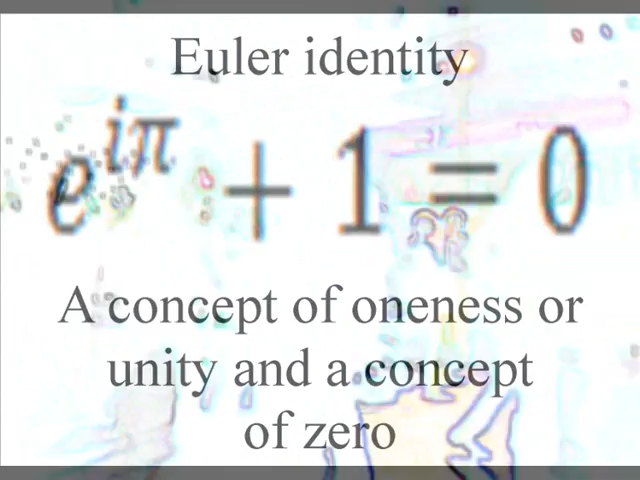 Euler identity
e^{iπ} + 1 = 0
A concept of oneness or
unity and a concept
of zero